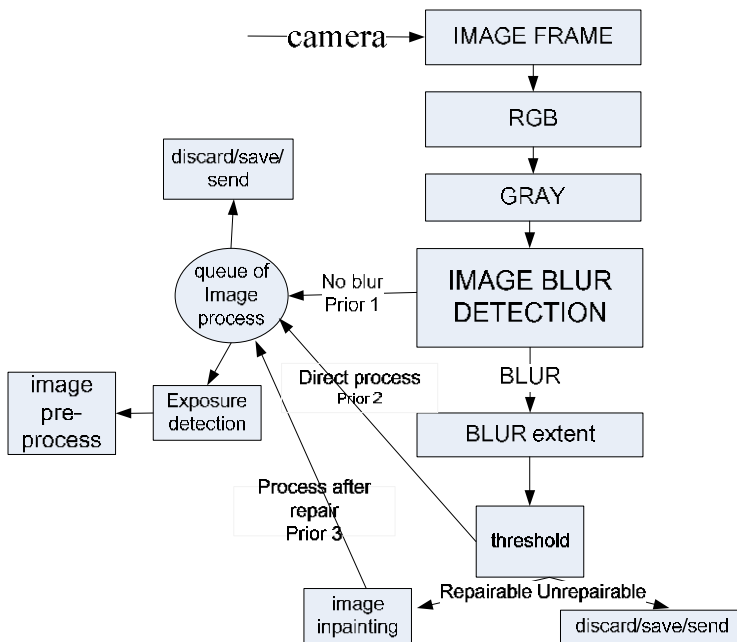 camera
IMAGE FRAME
RGB
discard/save/
send
GRAY
queue of
Image
process
No blur
Prior 1
IMAGE BLUR
DETECTION
image
pre-
process
Exposure
detection
Direct process
Prior 2
BLUR
BLUR extent
Process after
repair
Prior 3
threshold
Repairable Unrepairable
image
inpainting
discard/save/send